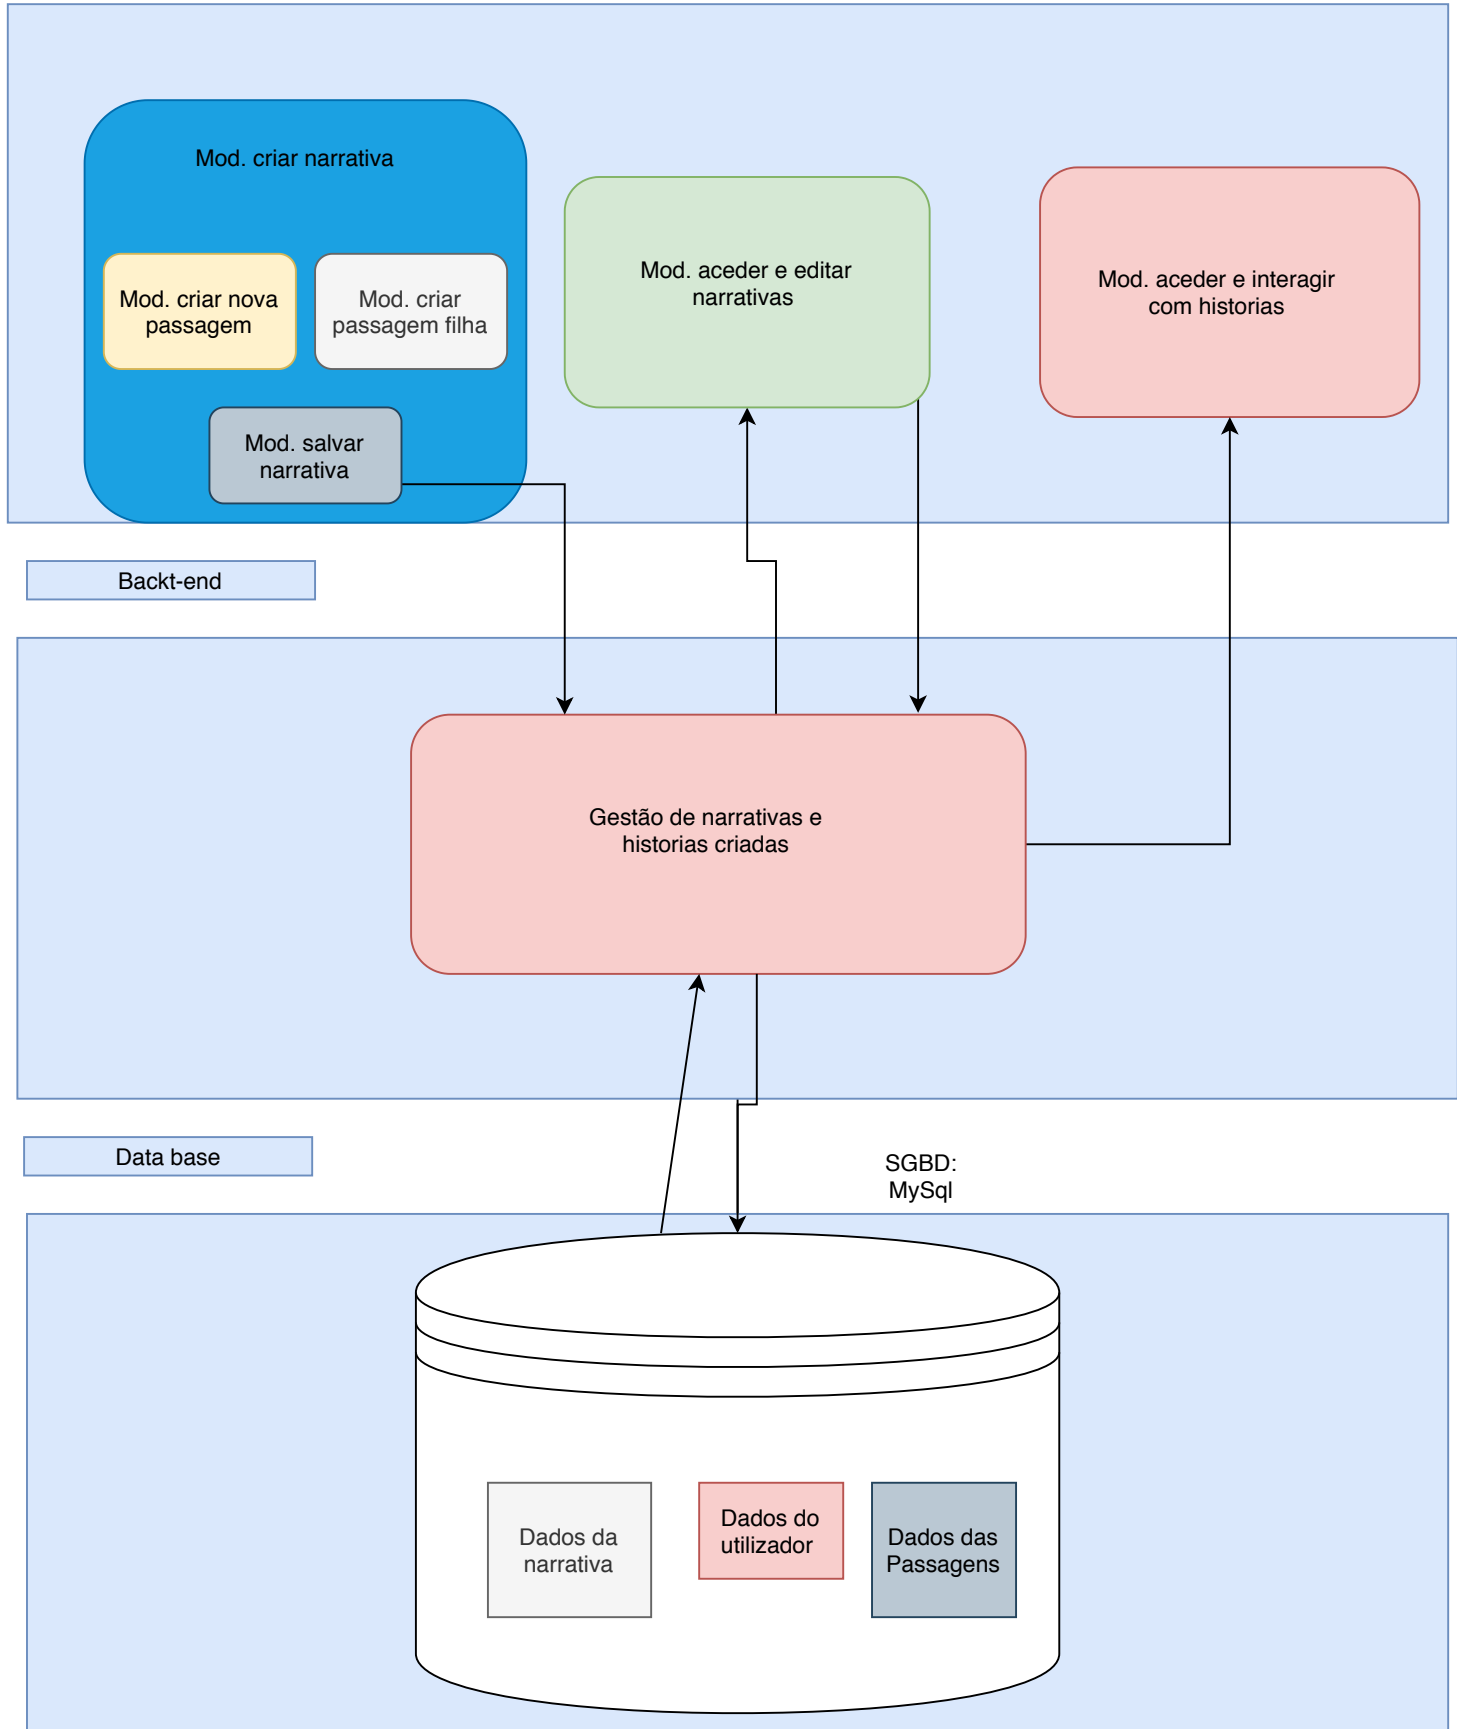 Mod. criar narrativa
Mod. criar nova
passagem
Mod. criar
passagem filha
Mod. salvar
narrativa
Mod. aceder e editar
narrativas
Mod. aceder e interagir
com historias
Backt-end
Gestão de narrativas e
historias criadas
Data base
SGBD:
MySql
Dados da
narrativa
Dados do
utilizador
Dados das
Passagens